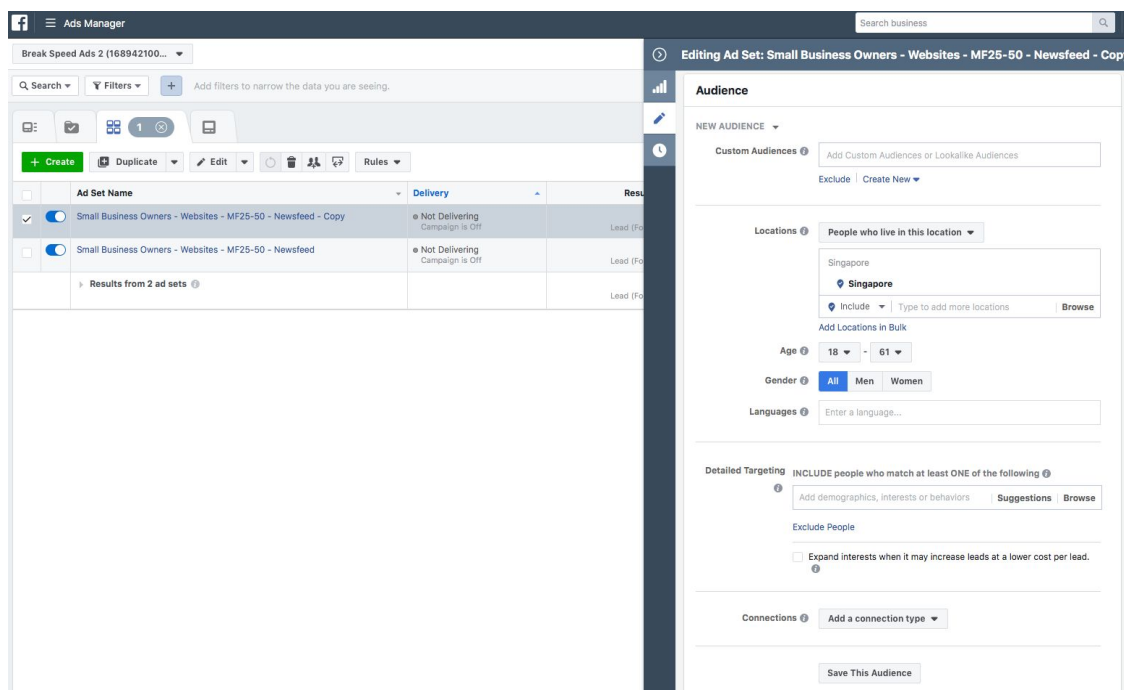 Ads Manager
Search business
Break Speed Ads 2 (168942100...
Search
Filters
+
Add filters to narrow the data you are seeing.
1
+ Create
Duplicate
Edit
Rules
Ad Set Name
Delivery
Resu
Small Business Owners - Websites - MF25-50 - Newsfeed - Copy
Not Delivering
Campaign is Off
Lead (Fo
Small Business Owners - Websites - MF25-50 - Newsfeed
Not Delivering
Campaign is Off
Lead (Fo
Results from 2 ad sets
Lead (Fo
Editing Ad Set: Small Business Owners - Websites - MF25-50 - Newsfeed - Cop
Audience
NEW AUDIENCE
Custom Audiences
Add Custom Audiences or Lookalike Audiences
Exclude | Create New
Locations
People who live in this location
Singapore
Singapore
Include
Type to add more locations
Browse
Add Locations in Bulk
Age
18 - 61
Gender
All Men Women
Languages
Enter a language...
Detailed Targeting
INCLUDE people who match at least ONE of the following
Add demographics, interests or behaviors | Suggestions | Browse
Exclude People
Expand interests when it may increase leads at a lower cost per lead.
Connections
Add a connection type
Save This Audience